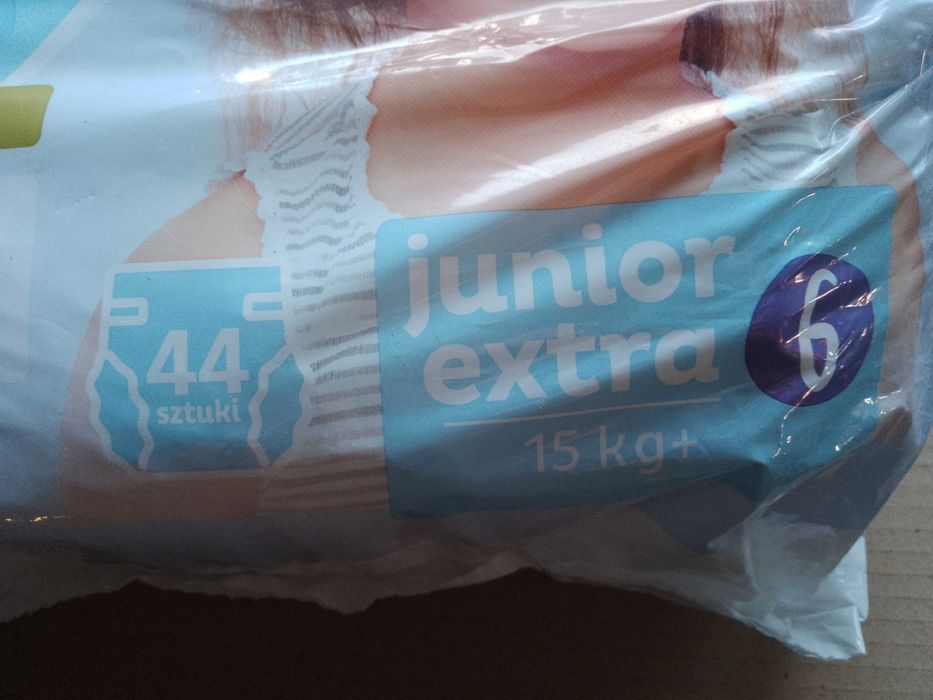 44
sztuki
junior
extra
15 kg+
6